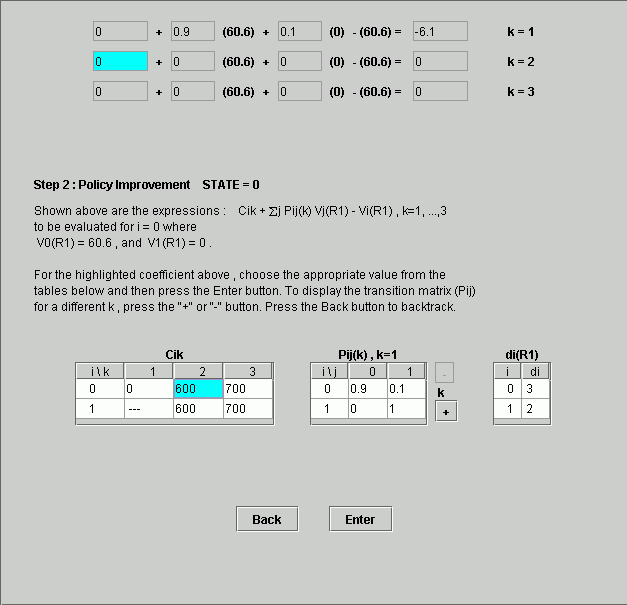 0 + 0.9 (60.6) + 0.1 (0) - (60.6) = -6.1 k = 1
0 + 0 (60.6) + 0 (0) - (60.6) = 0 k = 2
0 + 0 (60.6) + 0 (0) - (60.6) = 0 k = 3
Step 2 : Policy Improvement STATE = 0
Shown above are the expressions : Cik + Σj Pij(k) Vj(R1) - Vi(R1) , k=1, ...,3
to be evaluated for i = 0 where
V0(R1) = 60.6 , and V1(R1) = 0 .
For the highlighted coefficient above , choose the appropriate value from the
tables below and then press the Enter button. To display the transition matrix (Pij)
for a different k , press the "+" or "-" button. Press the Back button to backtrack.
Cik Pij(k) , k=1 di(R1)
i \ k 1 2 3 i \ j 0 1 - i di
0 0 600 700 0 0.9 0.1 k 0 3
1 --- 600 700 1 0 1 + 1 2
Back Enter